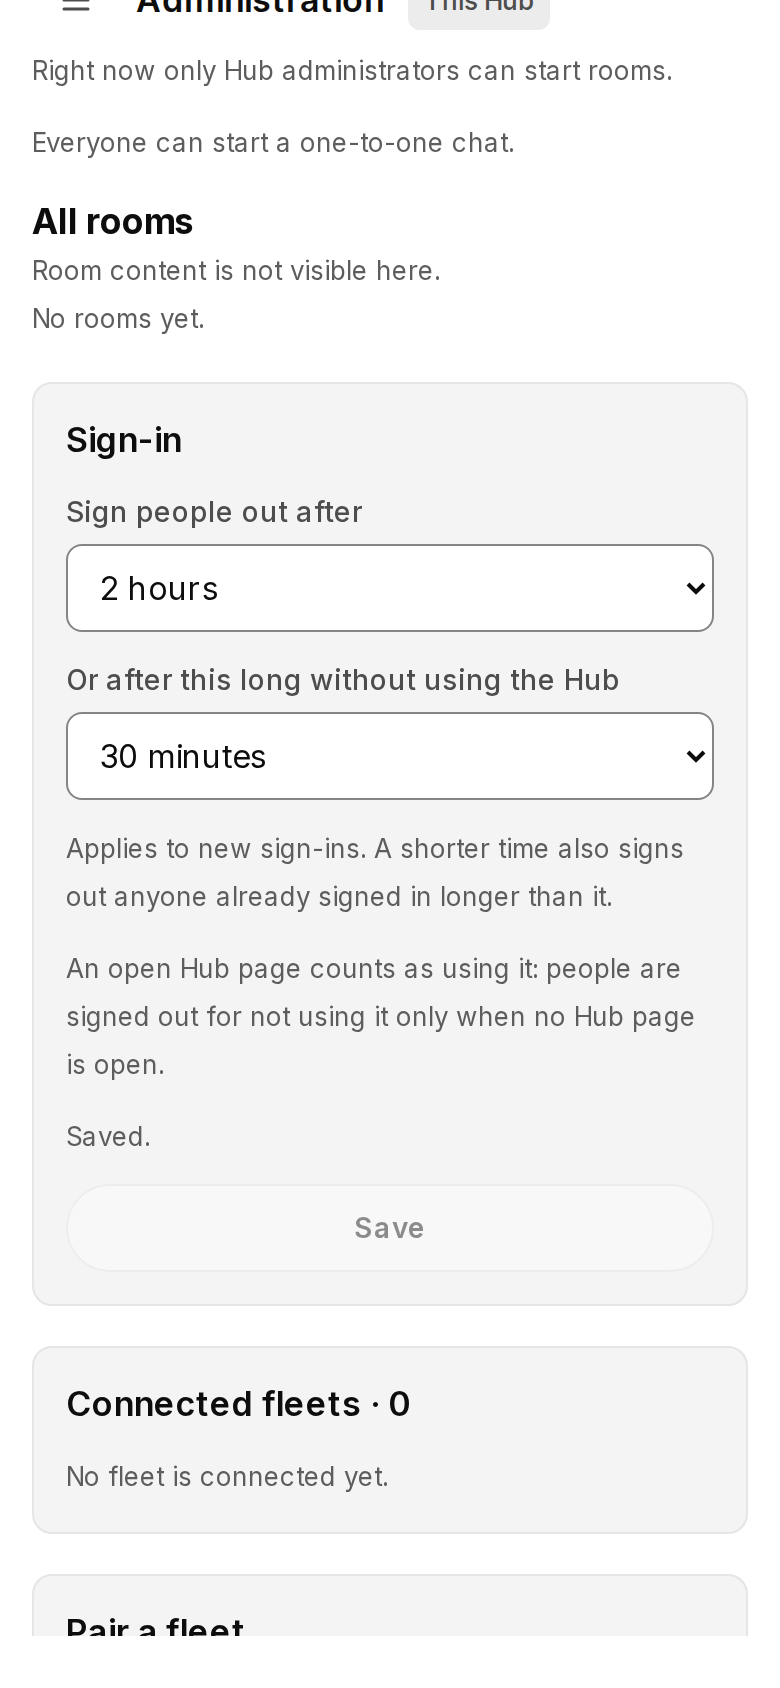 Administration This Hub
Right now only Hub administrators can start rooms.
Everyone can start a one-to-one chat.
All rooms
Room content is not visible here.
No rooms yet.
Sign-in
Sign people out after
2 hours
Or after this long without using the Hub
30 minutes
Applies to new sign-ins. A shorter time also signs
out anyone already signed in longer than it.
An open Hub page counts as using it: people are
signed out for not using it only when no Hub page
is open.
Saved.
Save
Connected fleets · 0
No fleet is connected yet.
Pair a fleet